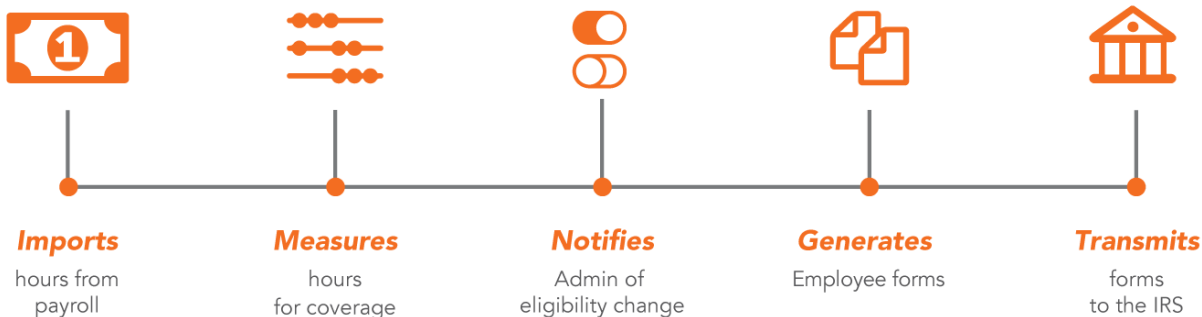 1
Imports
hours from
payroll
Measures
hours
for coverage
Notifies
Admin of
eligibility change
Generates
Employee forms
Transmits
forms
to the IRS